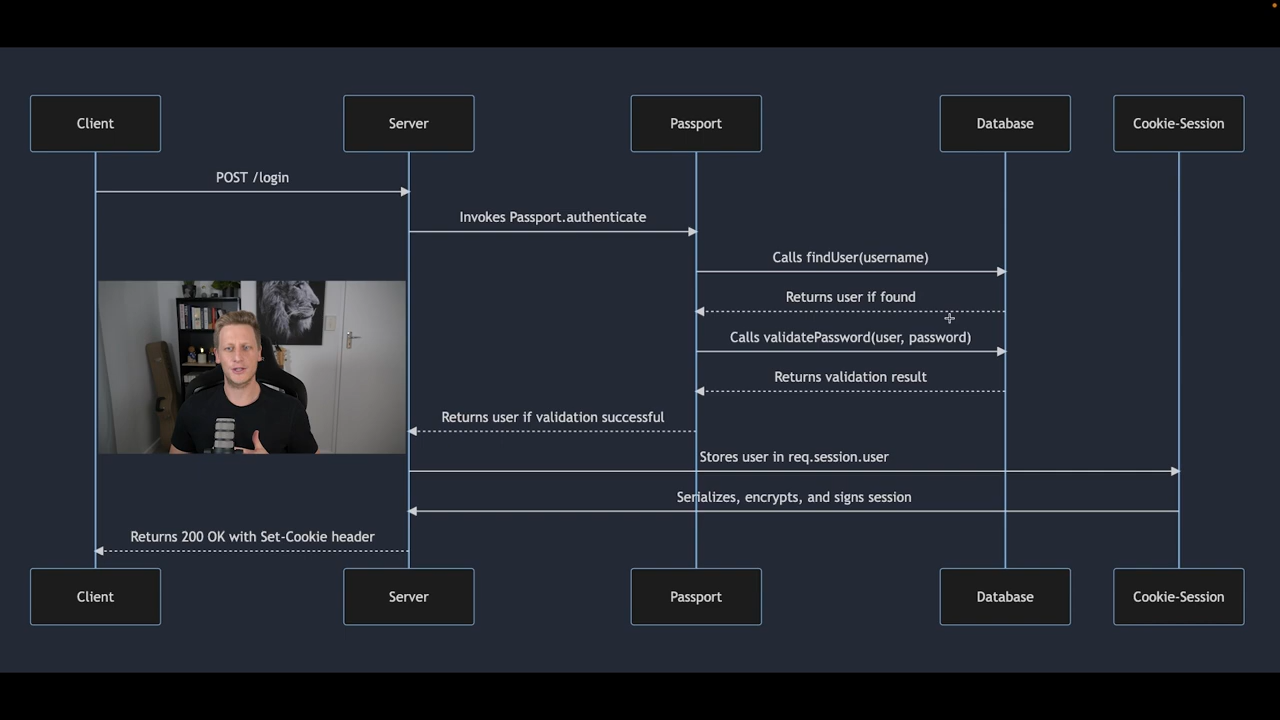 Client
Server
Passport
Database
Cookie-Session
POST /login
Invokes Passport.authenticate
Calls findUser(username)
Returns user if found
Calls validatePassword(user, password)
Returns validation result
Returns user if validation successful
Stores user in req.session.user
Serializes, encrypts, and signs session
Returns 200 OK with Set-Cookie header
Client
Server
Passport
Database
Cookie-Session